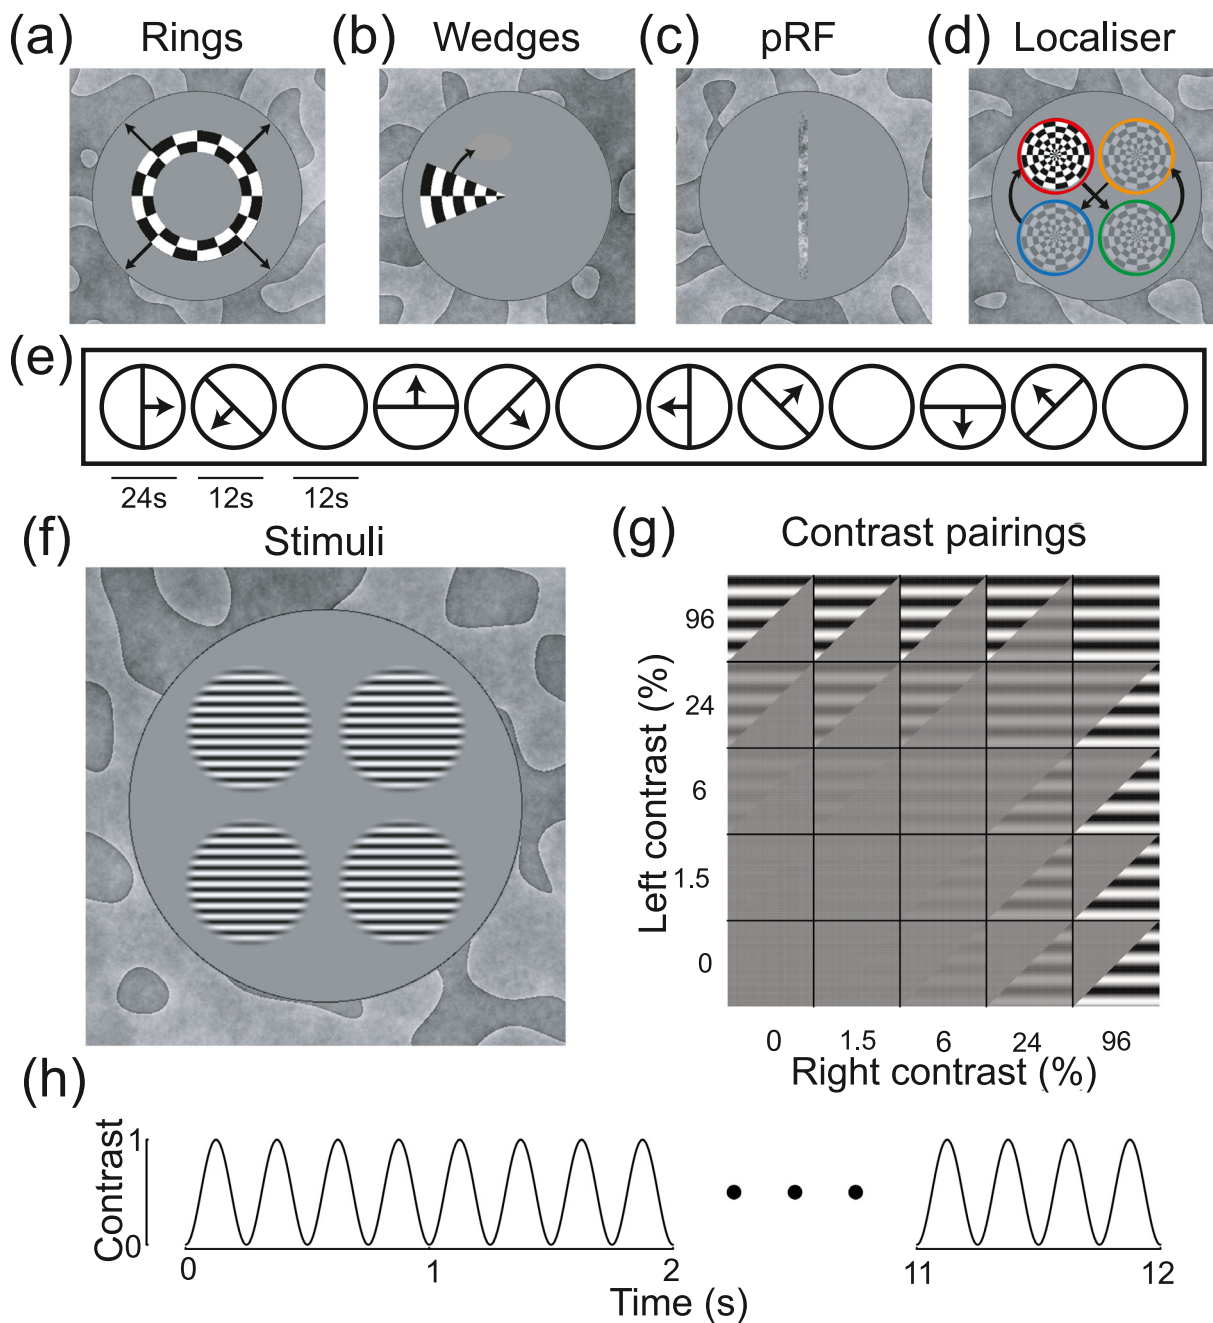 (a) Rings
(b) Wedges
(c) pRF
(d) Localiser
(e)
24s
12s
12s
(f) Stimuli
(g) Contrast pairings
Left contrast (%)
96
24
6
1.5
0
0
1.5
6
24
96
Right contrast (%)
(h)
Contrast
1
0
0
1
2
11
12
Time (s)